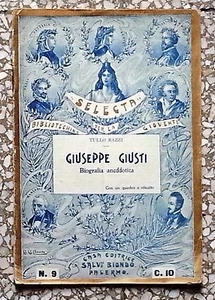 SELECTA
BIBLIOTECHINA PER LA GIOVENTÙ
TULLO BAZZI
GIUSEPPE GIUSTI
Biografia aneddotica
Con un quadro e ritratto
CASA EDITRICE
SALV. BIONDO
PALERMO.
N. 9
C. 10